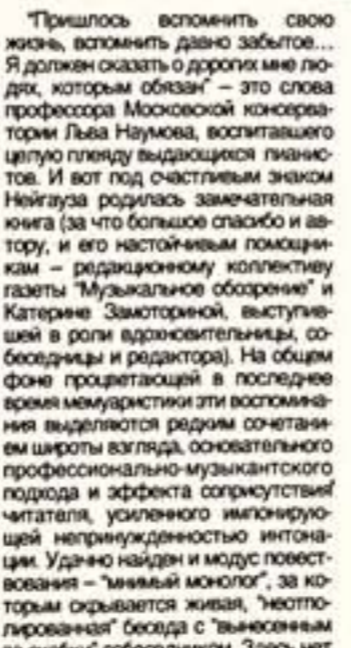 "Пришлось вспомнить свою
жизнь, вспомнить давно забытое...
Я должен сказать о дорогих мне лю-
дях, которым обязан" – это слова
профессора Московской консерва-
тории Льва Наумова, воспитавшего
целую плеяду выдающихся пианис-
тов. И вот под счастливым знаком
Нейгауза родилась замечательная
книга (за что большое спасибо и ав-
тору, и его настойчивым помощни-
кам – редакционному коллективу
газеты "Музыкальное обозрение" и
Катерине Замоториной, выступив-
шей в роли вдохновительницы, со-
беседницы и редактора). На общем
фоне процветающей в последнее
время мемуаристики эти воспомина-
ния выделяются редким сочетани-
ем широты взгляда, основательного
профессионально-музыкантского
подхода и эффекта соприсутствия
читателя, усиленного импонирую-
щей непринужденностью интона-
ции. Удачно найден и модус повест-
вования – "мнимый монолог", за ко-
торым скрывается живая, "неотпо-
лированная" беседа с "вынесенным
собеседником. Здесь нет